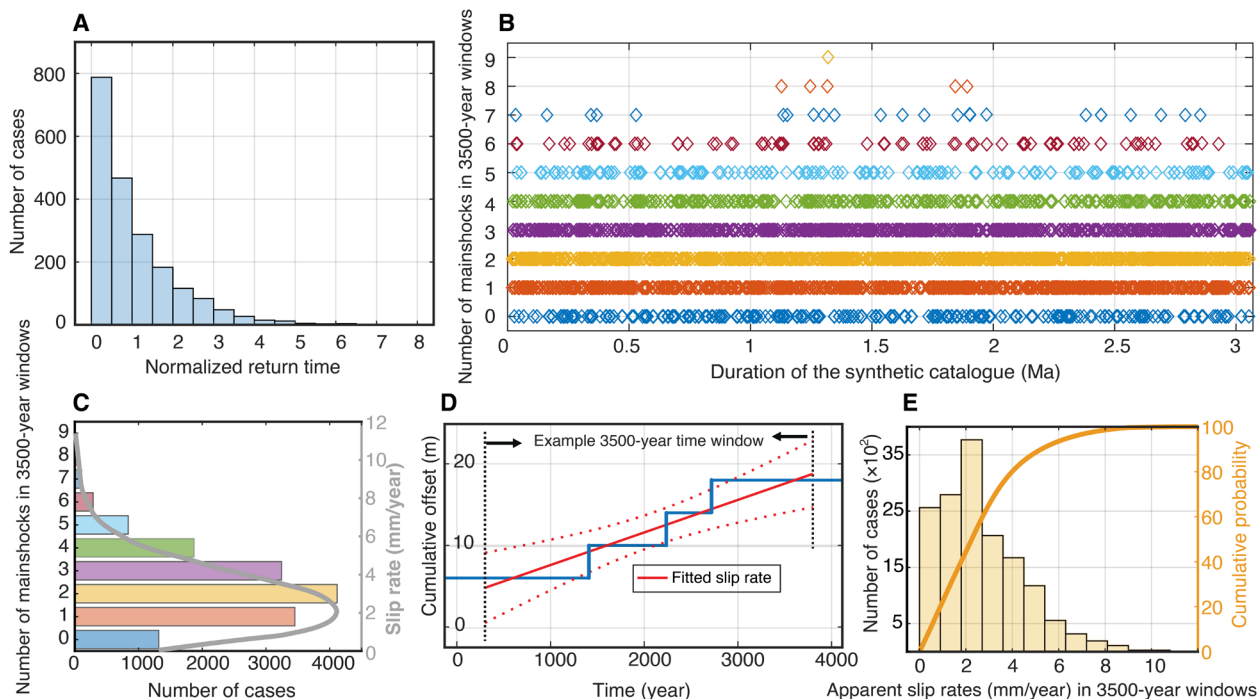 A
Number of cases
800
600
400
200
0
0 1 2 3 4 5 6 7 8
Normalized return time
B
Number of mainshocks in 3500-year windows
9
8
7
6
5
4
3
2
1
0
0 0.5 1 1.5 2 2.5 3
Duration of the synthetic catalogue (Ma)
C
Number of mainshocks in 3500-year windows
9
8
7
6
5
4
3
2
1
0
0 1000 2000 3000 4000
Number of cases
12
10
8
6
4
2
0
Slip rate (mm/year)
D
Cumulative offset (m)
20
10
0
Example 3500-year time window
Fitted slip rate
0 1000 2000 3000 4000
Time (year)
E
Number of cases (×10²)
35
25
15
5
0 2 4 6 8 10
Apparent slip rates (mm/year) in 3500-year windows
100
80
60
40
20
0
Cumulative probability